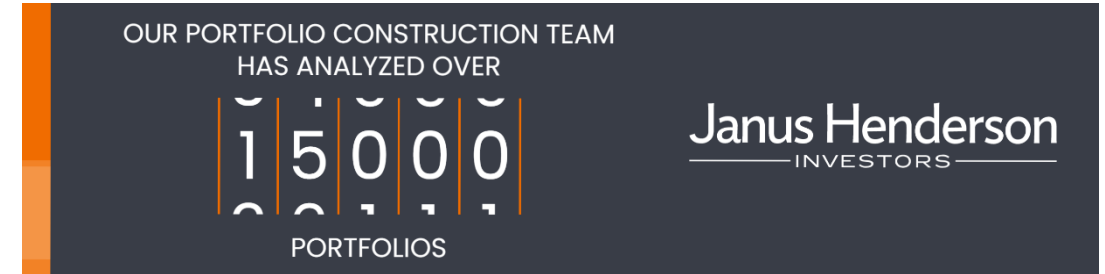 OUR PORTFOLIO CONSTRUCTION TEAM
HAS ANALYZED OVER
15000
PORTFOLIOS
Janus Henderson
INVESTORS